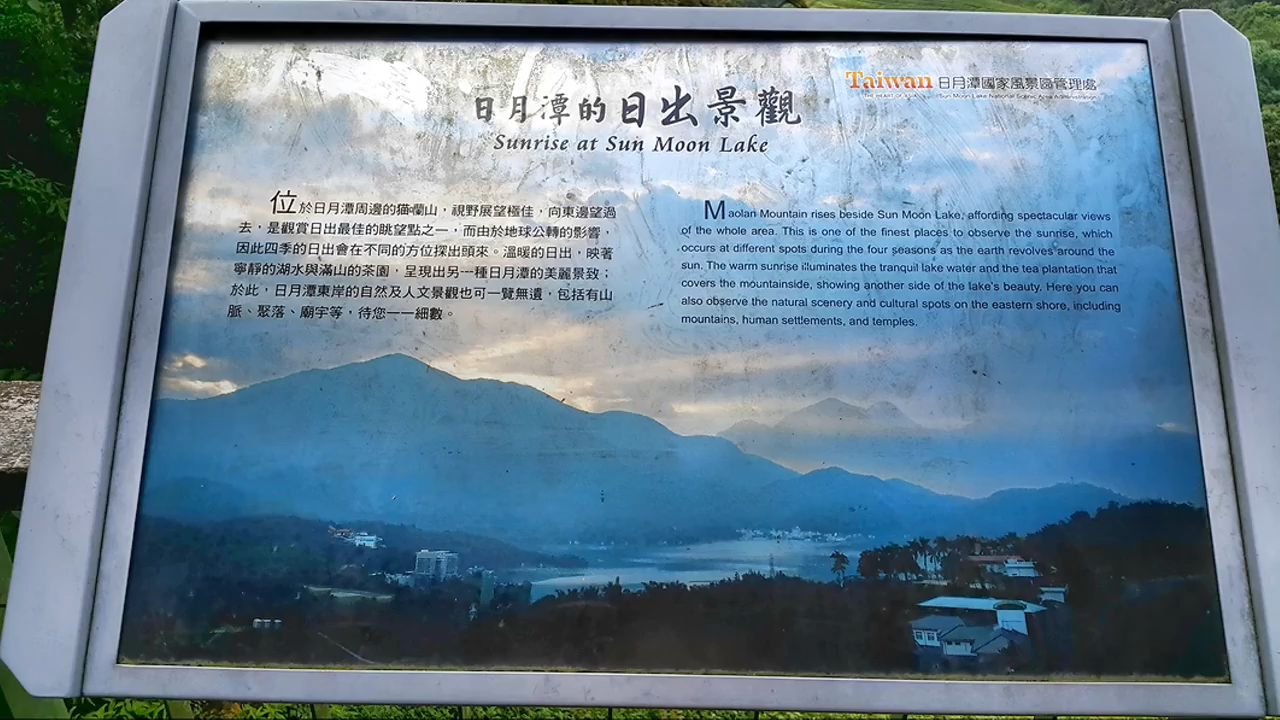 Taiwan 日月潭國家風景區管理處
THE HEART OF ASIA Sun Moon Lake National Scenic Area Administration
日月潭的日出景觀
Sunrise at Sun Moon Lake
位於日月潭周邊的猫囒山，視野展望極佳，向東邊望過
去，是觀賞日出最佳的眺望點之一，而由於地球公轉的影響，
因此四季的日出會在不同的方位探出頭來。溫暖的日出，映著
寧靜的湖水與滿山的茶園，呈現出另一種日月潭的美麗景致；
於此，日月潭東岸的自然及人文景觀也可一覽無遺，包括有山
脈、聚落、廟宇等，待您一一細數。
Maolan Mountain rises beside Sun Moon Lake, affording spectacular views
of the whole area. This is one of the finest places to observe the sunrise, which
occurs at different spots during the four seasons as the earth revolves around the
sun. The warm sunrise illuminates the tranquil lake water and the tea plantation that
covers the mountainside, showing another side of the lake's beauty. Here you can
also observe the natural scenery and cultural spots on the eastern shore, including
mountains, human settlements, and temples.